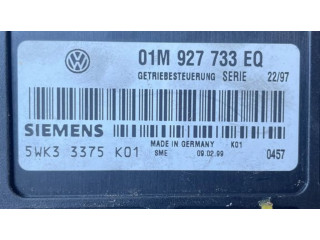 01M 927 733 EQ
GETRIEBESTEUERUNG SERIE 22/97
SIEMENS
5WK3 3375 K01
MADE IN GERMANY K01
SME 09.02.99 0457